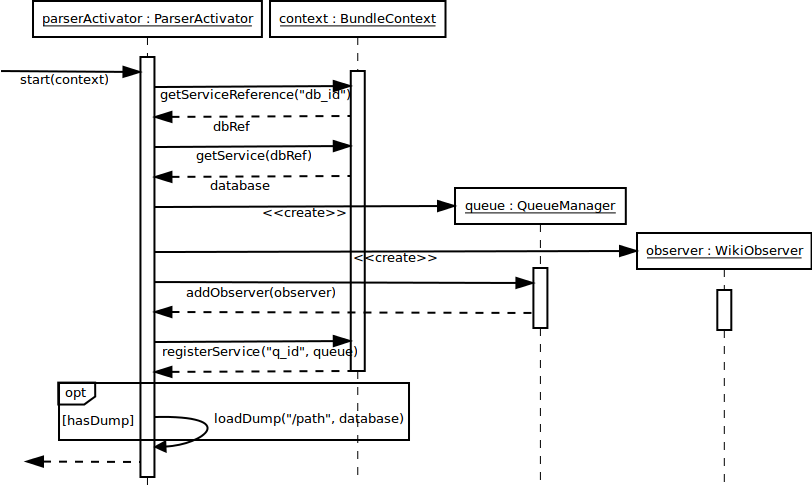 parserActivator : ParserActivator
context : BundleContext
start(context)
getServiceReference("db_id")
dbRef
getService(dbRef)
database
queue : QueueManager
<<create>>
observer : WikiObserver
<<create>>
addObserver(observer)
registerService("q_id", queue)
opt
[hasDump]
loadDump("/path", database)